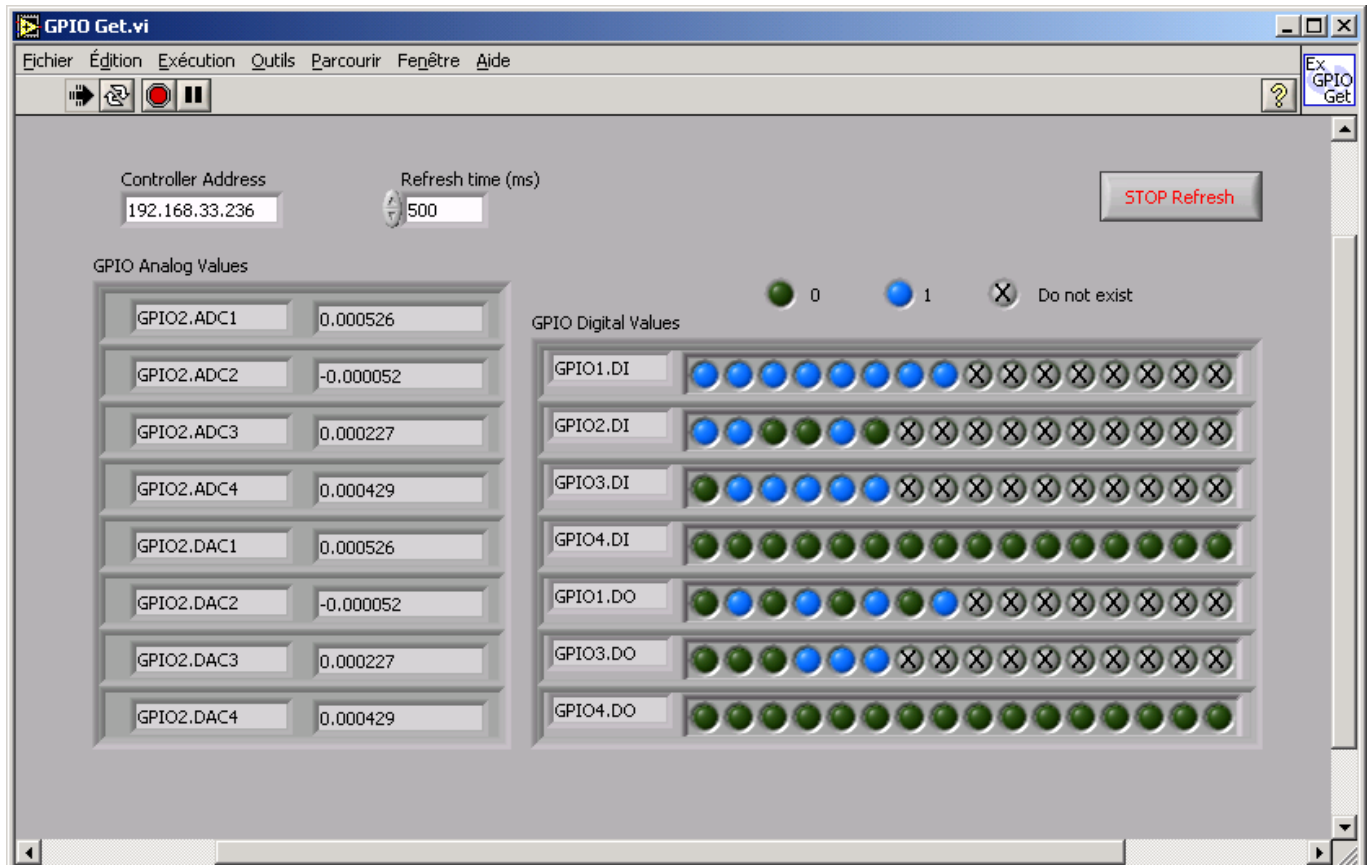 GPIO Get.vi
Fichier Édition Exécution Outils Parcourir Fenêtre Aide
Ex
GPIO
Get
Controller Address
192.168.33.236
Refresh time (ms)
500
STOP Refresh
GPIO Analog Values
GPIO2.ADC1 0.000526
GPIO2.ADC2 -0.000052
GPIO2.ADC3 0.000227
GPIO2.ADC4 0.000429
GPIO2.DAC1 0.000526
GPIO2.DAC2 -0.000052
GPIO2.DAC3 0.000227
GPIO2.DAC4 0.000429
0 1 X Do not exist
GPIO Digital Values
GPIO1.DI X X X X X X X X
GPIO2.DI X X X X X X X X X X
GPIO3.DI X X X X X X X X X X
GPIO4.DI
GPIO1.DO X X X X X X X X
GPIO3.DO X X X X X X X X X X
GPIO4.DO